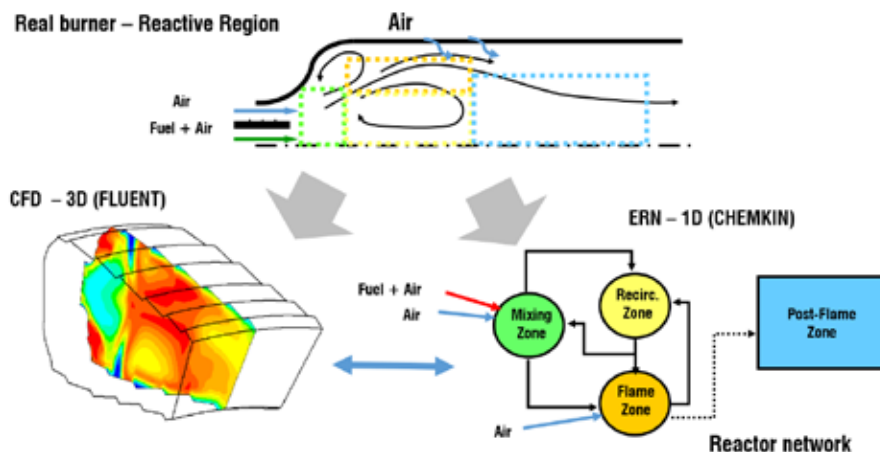 Real burner – Reactive Region
Air
Air
Fuel + Air
CFD – 3D (FLUENT)
ERN – 1D (CHEMKIN)
Fuel + Air
Air
Mixing
Zone
Recirc.
Zone
Post-Flame
Zone
Flame
Zone
Air
Reactor network